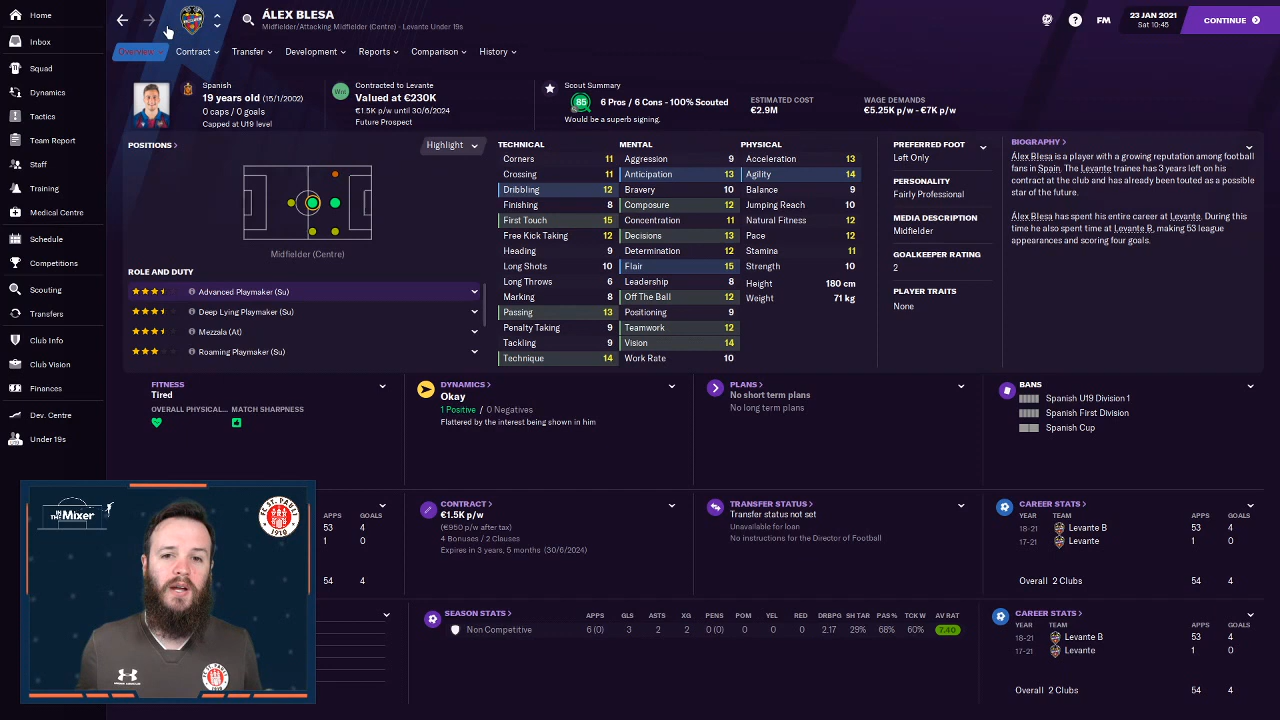 Home
Inbox
Squad
Dynamics
Tactics
Team Report
Staff
Training
Medical Centre
Schedule
Competitions
Scouting
Transfers
Club Info
Club Vision
Finances
Dev. Centre
Under 19s
ÁLEX BLESA
Midfielder/Attacking Midfielder (Centre) - Levante Under 19s
FM
23 JAN 2021
Sat 10:45
CONTINUE
Overview
Contract
Transfer
Development
Reports
Comparison
History
Spanish
19 years old (15/1/2002)
0 caps / 0 goals
Capped at U19 level
Wnt
Contracted to Levante
Valued at €230K
€1.5K p/w until 30/6/2024
Future Prospect
Scout Summary
85
6 Pros / 6 Cons - 100% Scouted
Would be a superb signing.
ESTIMATED COST
€2.9M
WAGE DEMANDS
€5.25K p/w - €7K p/w
POSITIONS
Highlight
Midfielder (Centre)
ROLE AND DUTY
Advanced Playmaker (Su)
Deep Lying Playmaker (Su)
Mezzala (At)
Roaming Playmaker (Su)
TECHNICAL
Corners 11
Crossing 11
Dribbling 12
Finishing 8
First Touch 15
Free Kick Taking 12
Heading 9
Long Shots 10
Long Throws 6
Marking 8
Passing 13
Penalty Taking 9
Tackling 9
Technique 14
MENTAL
Aggression 9
Anticipation 13
Bravery 10
Composure 12
Concentration 11
Decisions 13
Determination 12
Flair 15
Leadership 8
Off The Ball 12
Positioning 9
Teamwork 12
Vision 14
Work Rate 10
PHYSICAL
Acceleration 13
Agility 14
Balance 9
Jumping Reach 10
Natural Fitness 12
Pace 12
Stamina 11
Strength 10
Height 180 cm
Weight 71 kg
PREFERRED FOOT
Left Only
PERSONALITY
Fairly Professional
MEDIA DESCRIPTION
Midfielder
GOALKEEPER RATING
2
PLAYER TRAITS
None
BIOGRAPHY
Álex Blesa is a player with a growing reputation among football
fans in Spain. The Levante trainee has 3 years left on his
contract at the club and has already been touted as a possible
star of the future.
Álex Blesa has spent his entire career at Levante. During this
time he also spent time at Levante B, making 53 league
appearances and scoring four goals.
FITNESS
Tired
OVERALL PHYSICAL... MATCH SHARPNESS
DYNAMICS
Okay
1 Positive / 0 Negatives
Flattered by the interest being shown in him
PLANS
No short term plans
No long term plans
BANS
Spanish U19 Division 1
Spanish First Division
Spanish Cup
APPS GOALS
53 4
1 0
54 4
CONTRACT
€1.5K p/w
(€950 p/w after tax)
4 Bonuses / 2 Clauses
Expires in 3 years, 5 months (30/6/2024)
TRANSFER STATUS
Transfer status not set
Unavailable for loan
No instructions for the Director of Football
CAREER STATS
YEAR TEAM APPS GOALS
18-21 Levante B 53 4
17-21 Levante 1 0
Overall 2 Clubs 54 4
SEASON STATS APPS GLS ASTS XG PENS POM YEL RED DRBPG SH TAR PAS% TCK W AV RAT
Non Competitive 6 (0) 3 2 2 0 (0) 0 0 0 2.17 29% 68% 60% 7.40
CAREER STATS
YEAR TEAM APPS GOALS
18-21 Levante B 53 4
17-21 Levante 1 0
Overall 2 Clubs 54 4
IN THE Mixer
FC ST. PAULI
1910
UNDER ARMOUR